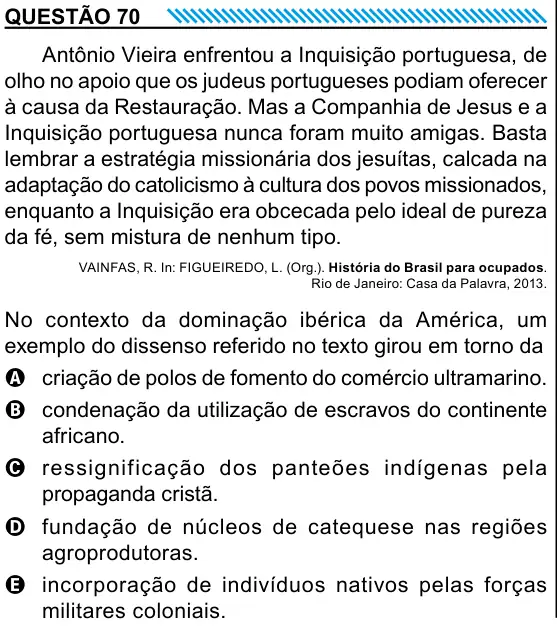 QUESTÃO 70
Antônio Vieira enfrentou a Inquisição portuguesa, de
olho no apoio que os judeus portugueses podiam oferecer
à causa da Restauração. Mas a Companhia de Jesus e a
Inquisição portuguesa nunca foram muito amigas. Basta
lembrar a estratégia missionária dos jesuítas, calcada na
adaptação do catolicismo à cultura dos povos missionados,
enquanto a Inquisição era obcecada pelo ideal de pureza
da fé, sem mistura de nenhum tipo.
VAINFAS, R. In: FIGUEIREDO, L. (Org.). História do Brasil para ocupados.
Rio de Janeiro: Casa da Palavra, 2013.
No contexto da dominação ibérica da América, um
exemplo do dissenso referido no texto girou em torno da
A criação de polos de fomento do comércio ultramarino.
B condenação da utilização de escravos do continente
africano.
C ressignificação dos panteões indígenas pela
propaganda cristã.
D fundação de núcleos de catequese nas regiões
agroprodutoras.
E incorporação de indivíduos nativos pelas forças
militares coloniais.